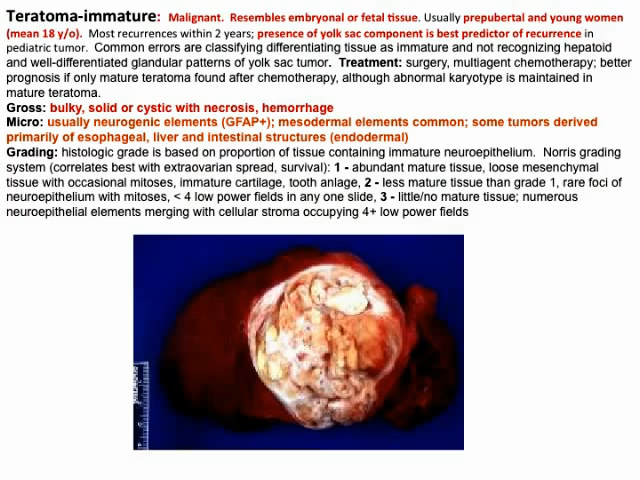 Teratoma-immature: Malignant. Resembles embryonal or fetal tissue. Usually prepubertal and young women
(mean 18 y/o). Most recurrences within 2 years; presence of yolk sac component is best predictor of recurrence in
pediatric tumor. Common errors are classifying differentiating tissue as immature and not recognizing hepatoid
and well-differentiated glandular patterns of yolk sac tumor. Treatment: surgery, multiagent chemotherapy; better
prognosis if only mature teratoma found after chemotherapy, although abnormal karyotype is maintained in
mature teratoma.
Gross: bulky, solid or cystic with necrosis, hemorrhage
Micro: usually neurogenic elements (GFAP+); mesodermal elements common; some tumors derived
primarily of esophageal, liver and intestinal structures (endodermal)
Grading: histologic grade is based on proportion of tissue containing immature neuroepithelium. Norris grading
system (correlates best with extraovarian spread, survival): 1 - abundant mature tissue, loose mesenchymal
tissue with occasional mitoses, immature cartilage, tooth anlage, 2 - less mature tissue than grade 1, rare foci of
neuroepithelium with mitoses, < 4 low power fields in any one slide, 3 - little/no mature tissue; numerous
neuroepithelial elements merging with cellular stroma occupying 4+ low power fields